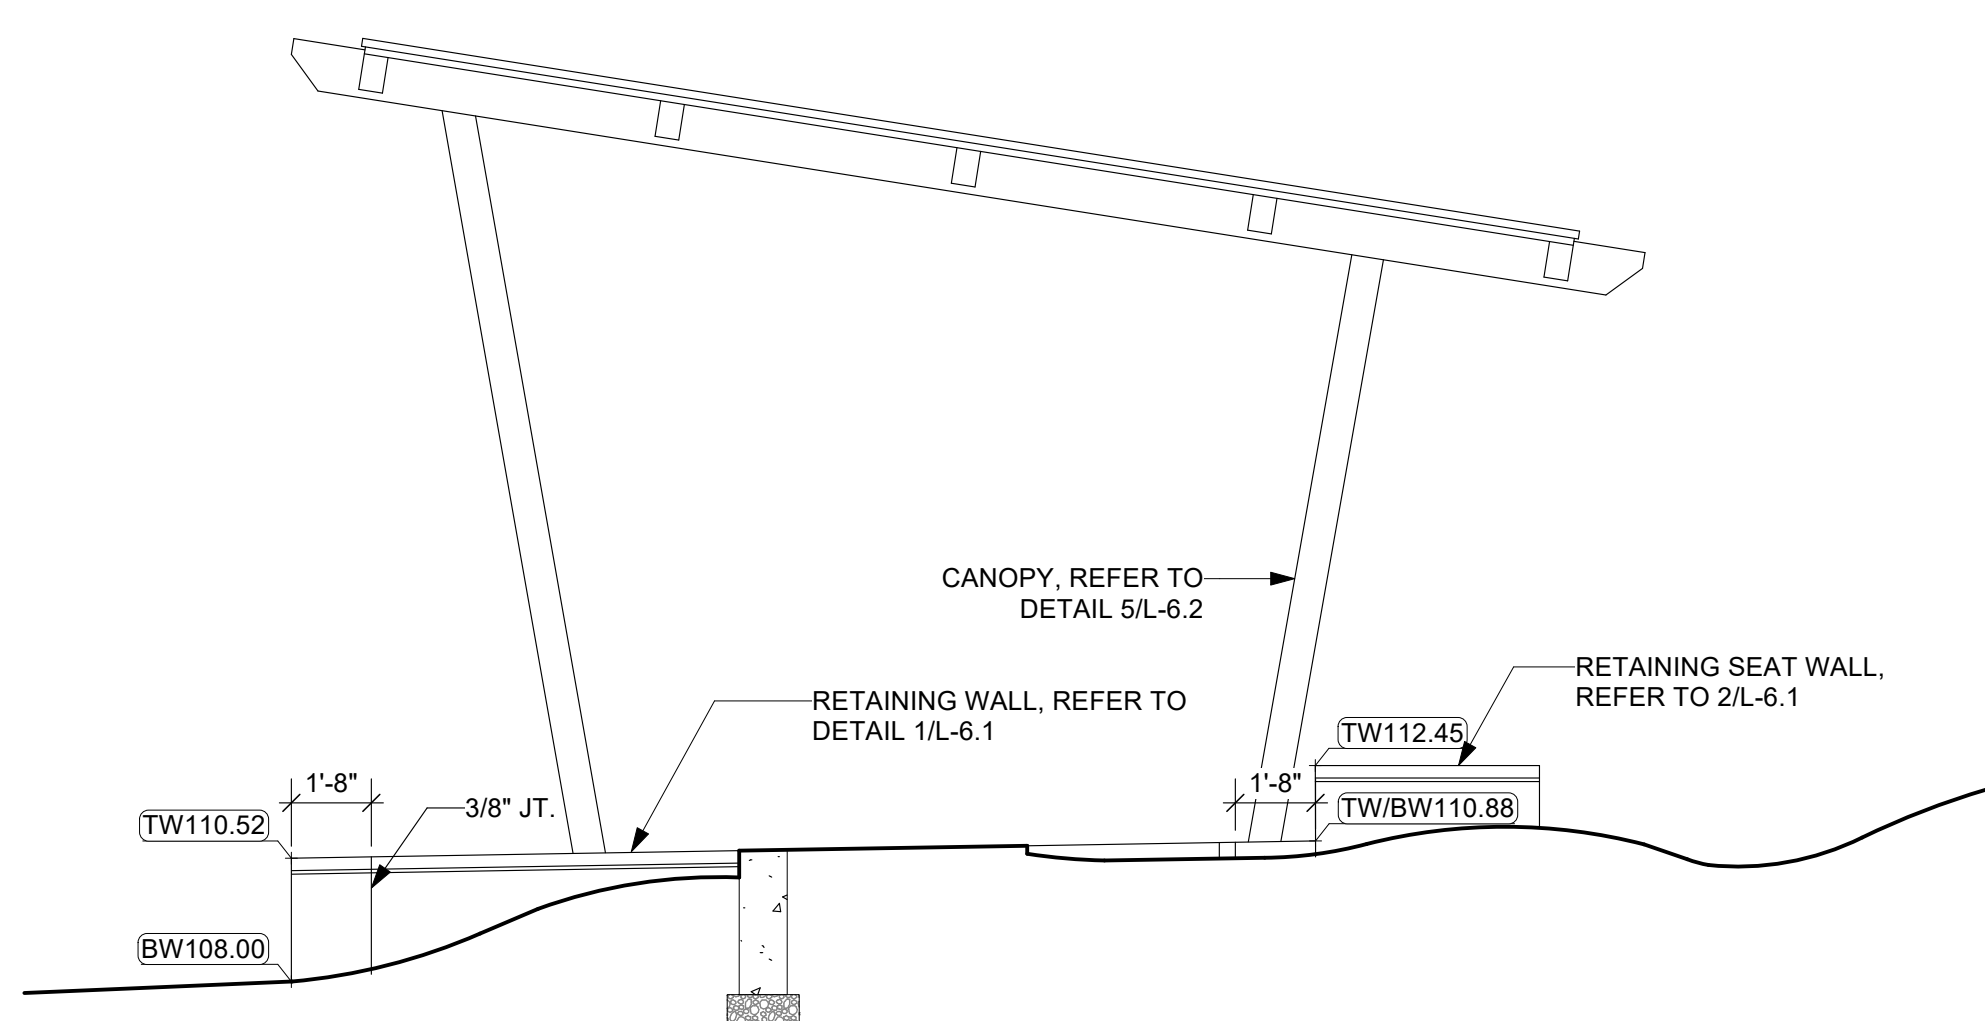 CANOPY, REFER TO
DETAIL 5/L-6.2
RETAINING SEAT WALL,
REFER TO 2/L-6.1
RETAINING WALL, REFER TO
DETAIL 1/L-6.1
TW112.45
1'-8"
1'-8"
3/8" JT.
TW/BW110.88
TW110.52
BW108.00